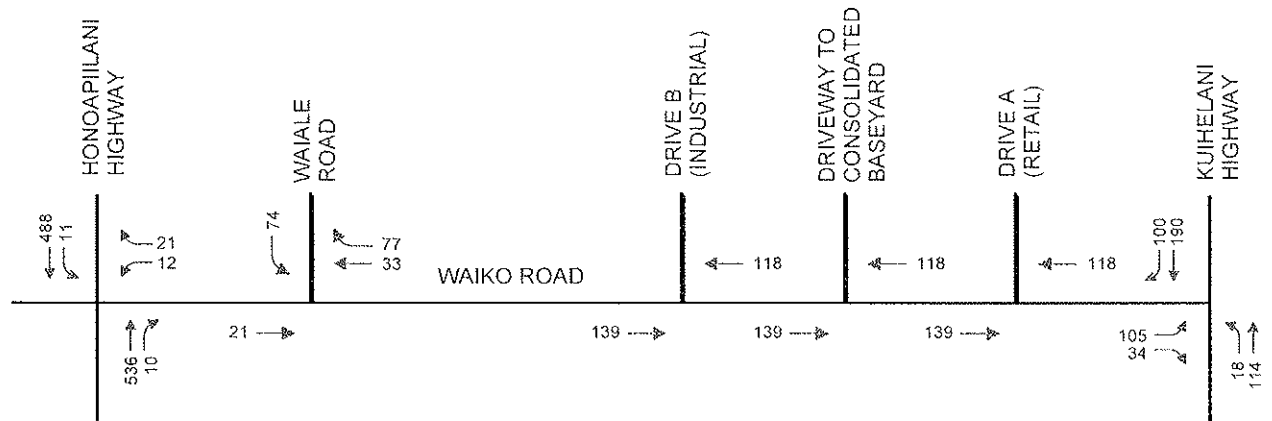 HONOAPIILANI
HIGHWAY
WAIALE
ROAD
DRIVE B
(INDUSTRIAL)
DRIVEWAY TO
CONSOLIDATED
BASEYARD
DRIVE A
(RETAIL)
KUIHELANI
HIGHWAY
488
11
21
12
74
77
33
WAIKO ROAD
118
118
118
100
190
536
10
21
139
139
139
105
34
18
114